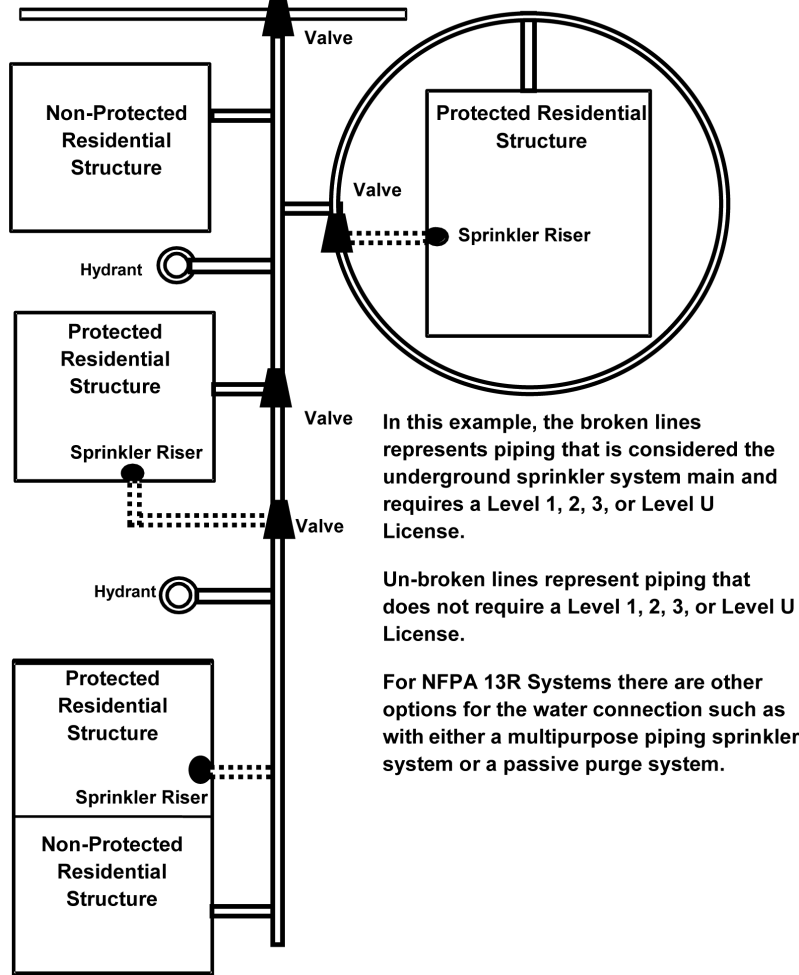 Valve
Non-Protected
Residential
Structure
Protected Residential
Structure
Valve
Sprinkler Riser
Hydrant
Protected
Residential
Structure
Sprinkler Riser
Valve
Valve
In this example, the broken lines
represents piping that is considered the
underground sprinkler system main and
requires a Level 1, 2, 3, or Level U
License.
Un-broken lines represent piping that
does not require a Level 1, 2, 3, or Level U
License.
For NFPA 13R Systems there are other
options for the water connection such as
with either a multipurpose piping sprinkler
system or a passive purge system.
Hydrant
Protected
Residential
Structure
Sprinkler Riser
Non-Protected
Residential
Structure